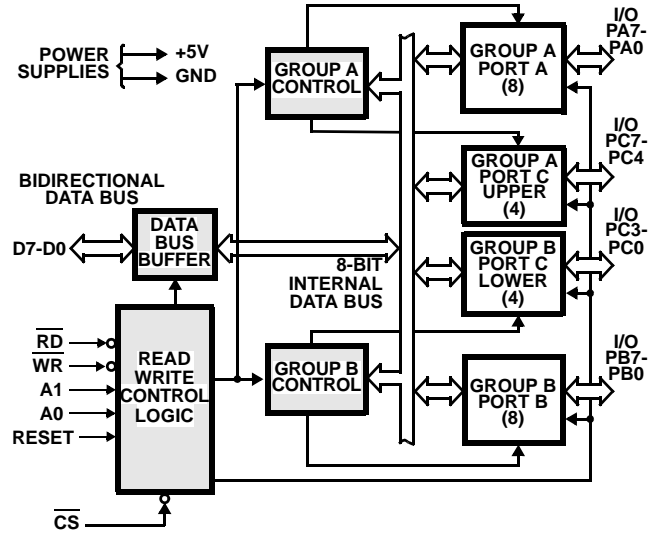 POWER
SUPPLIES
+5V
GND
GROUP A
CONTROL
GROUP A
PORT A
(8)
I/O
PA7-
PA0
GROUP A
PORT C
UPPER
(4)
I/O
PC7-
PC4
BIDIRECTIONAL
DATA BUS
D7-D0
DATA
BUS
BUFFER
8-BIT
INTERNAL
DATA BUS
GROUP B
PORT C
LOWER
(4)
I/O
PC3-
PC0
RD
WR
A1
A0
RESET
READ
WRITE
CONTROL
LOGIC
GROUP B
CONTROL
GROUP B
PORT B
(8)
I/O
PB7-
PB0
CS